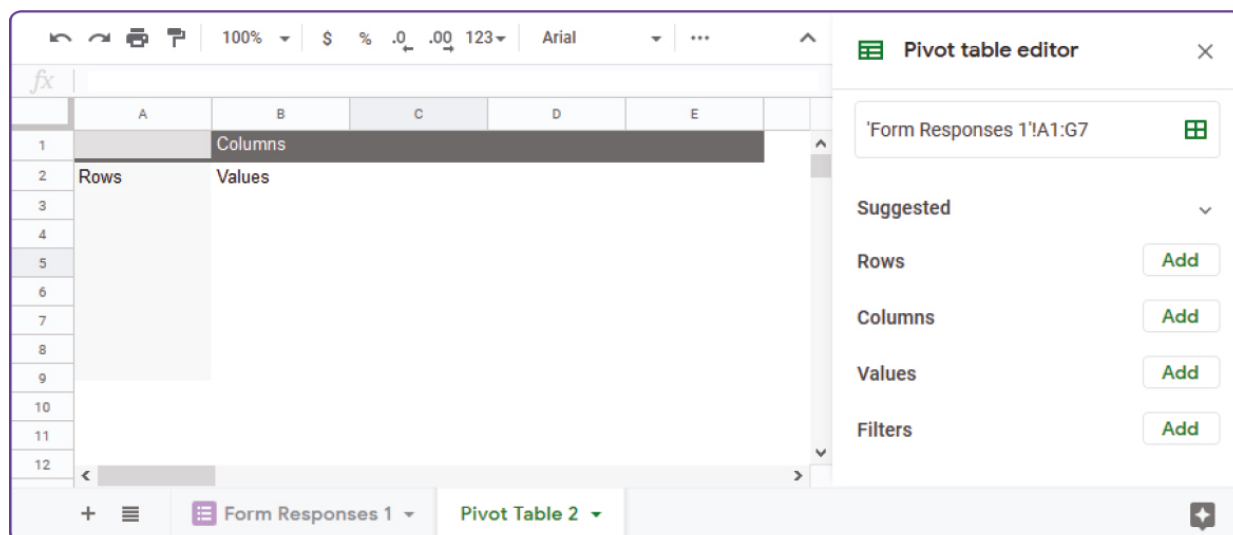 100% $ % .0 .00 123 Arial ...
Pivot table editor
fx
A B C D E
'Form Responses 1'!A1:G7
1 Columns
2 Rows Values
3
4
5
6
7
8
9
10
11
12
Suggested
Rows Add
Columns Add
Values Add
Filters Add
+ Form Responses 1 Pivot Table 2